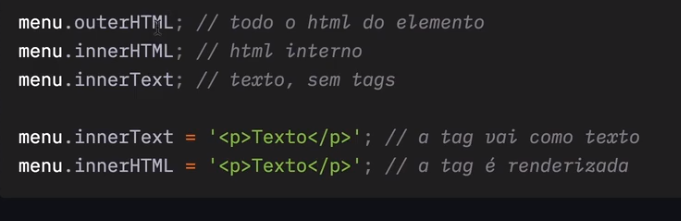 menu.outerHTML; // todo o html do elemento
menu.innerHTML; // html interno
menu.innerText; // texto, sem tags
menu.innerText = '<p>Texto</p>'; // a tag vai como texto
menu.innerHTML = '<p>Texto</p>'; // a tag é renderizada